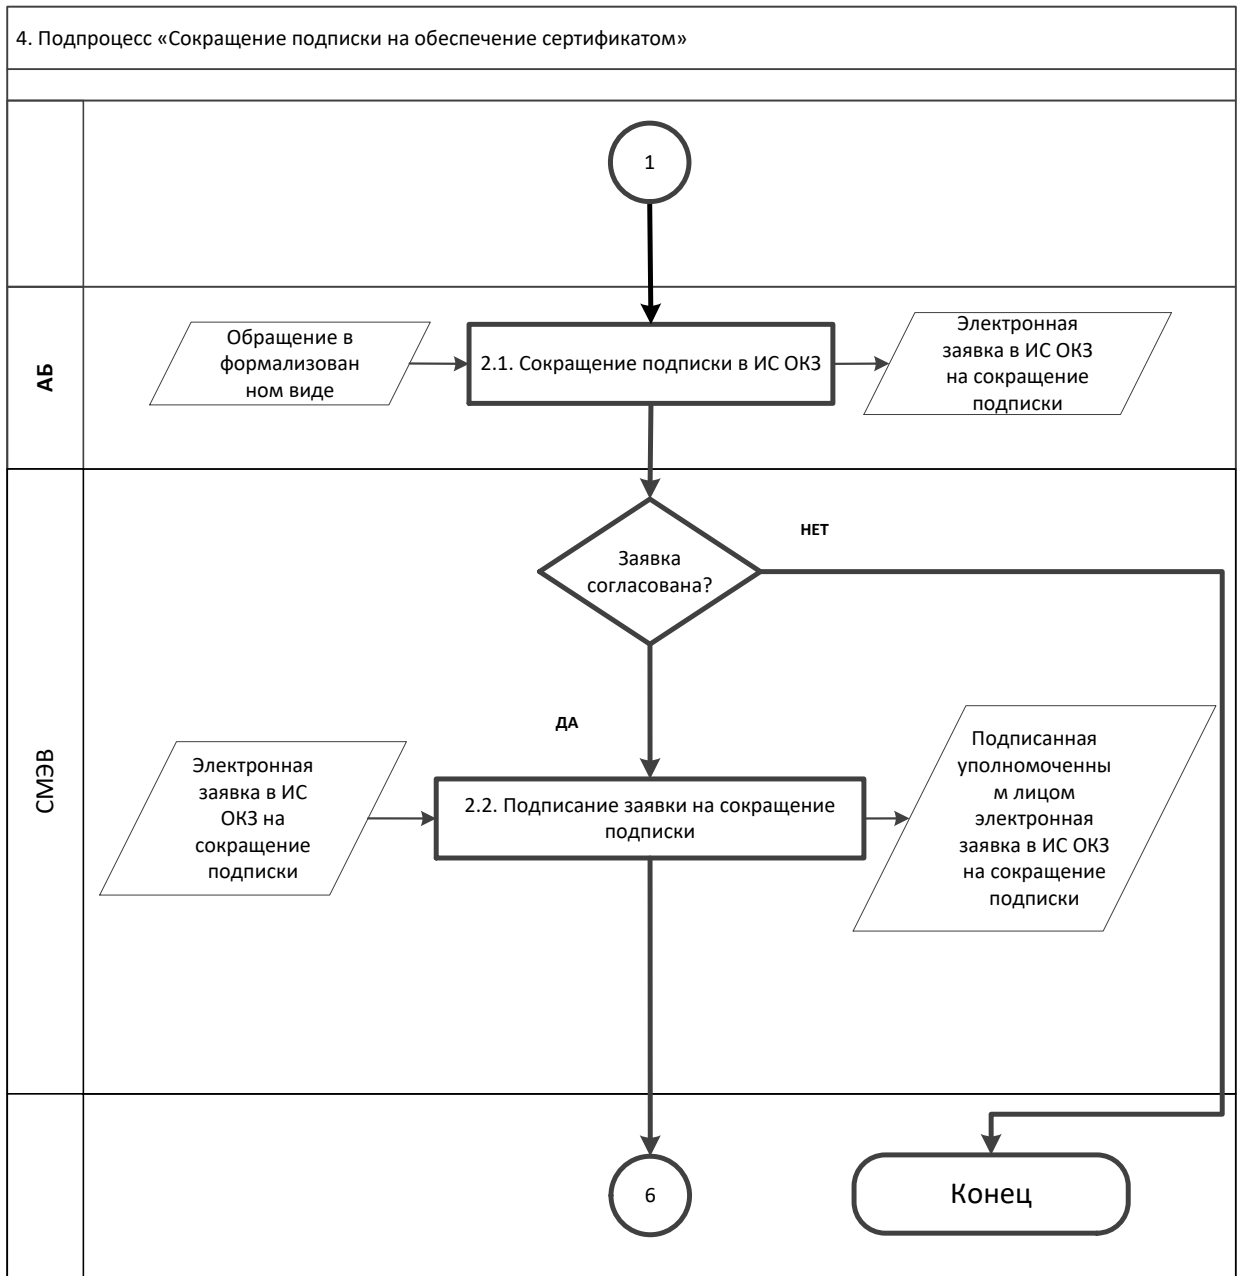 4. Подпроцесс «Сокращение подписки на обеспечение сертификатом»
1
АБ
Обращение в
формализован
ном виде
2.1. Сокращение подписки в ИС ОКЗ
Электронная
заявка в ИС ОКЗ
на сокращение
подписки
НЕТ
Заявка
согласована?
ДА
СМЭВ
Электронная
заявка в ИС
ОКЗ на
сокращение
подписки
2.2. Подписание заявки на сокращение
подписки
Подписанная
уполномоченны
м лицом
электронная
заявка в ИС ОКЗ
на сокращение
подписки
6
Конец